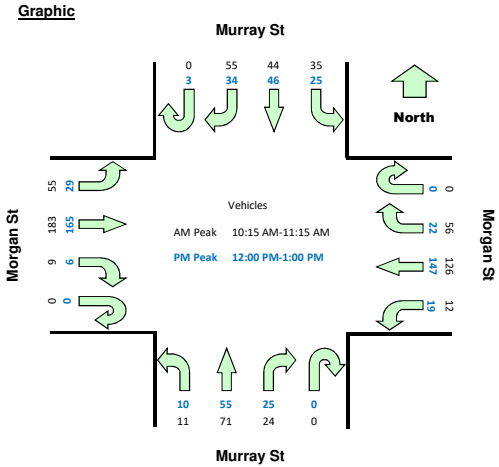 Graphic
Murray St
0 55 44 35
3 34 46 25
North
55 29
183 165
9 6
0 0
Morgan St
Vehicles
AM Peak 10:15 AM-11:15 AM
PM Peak 12:00 PM-1:00 PM
0 0
22 56
147 126
19 12
Morgan St
10 55 25 0
11 71 24 0
Murray St